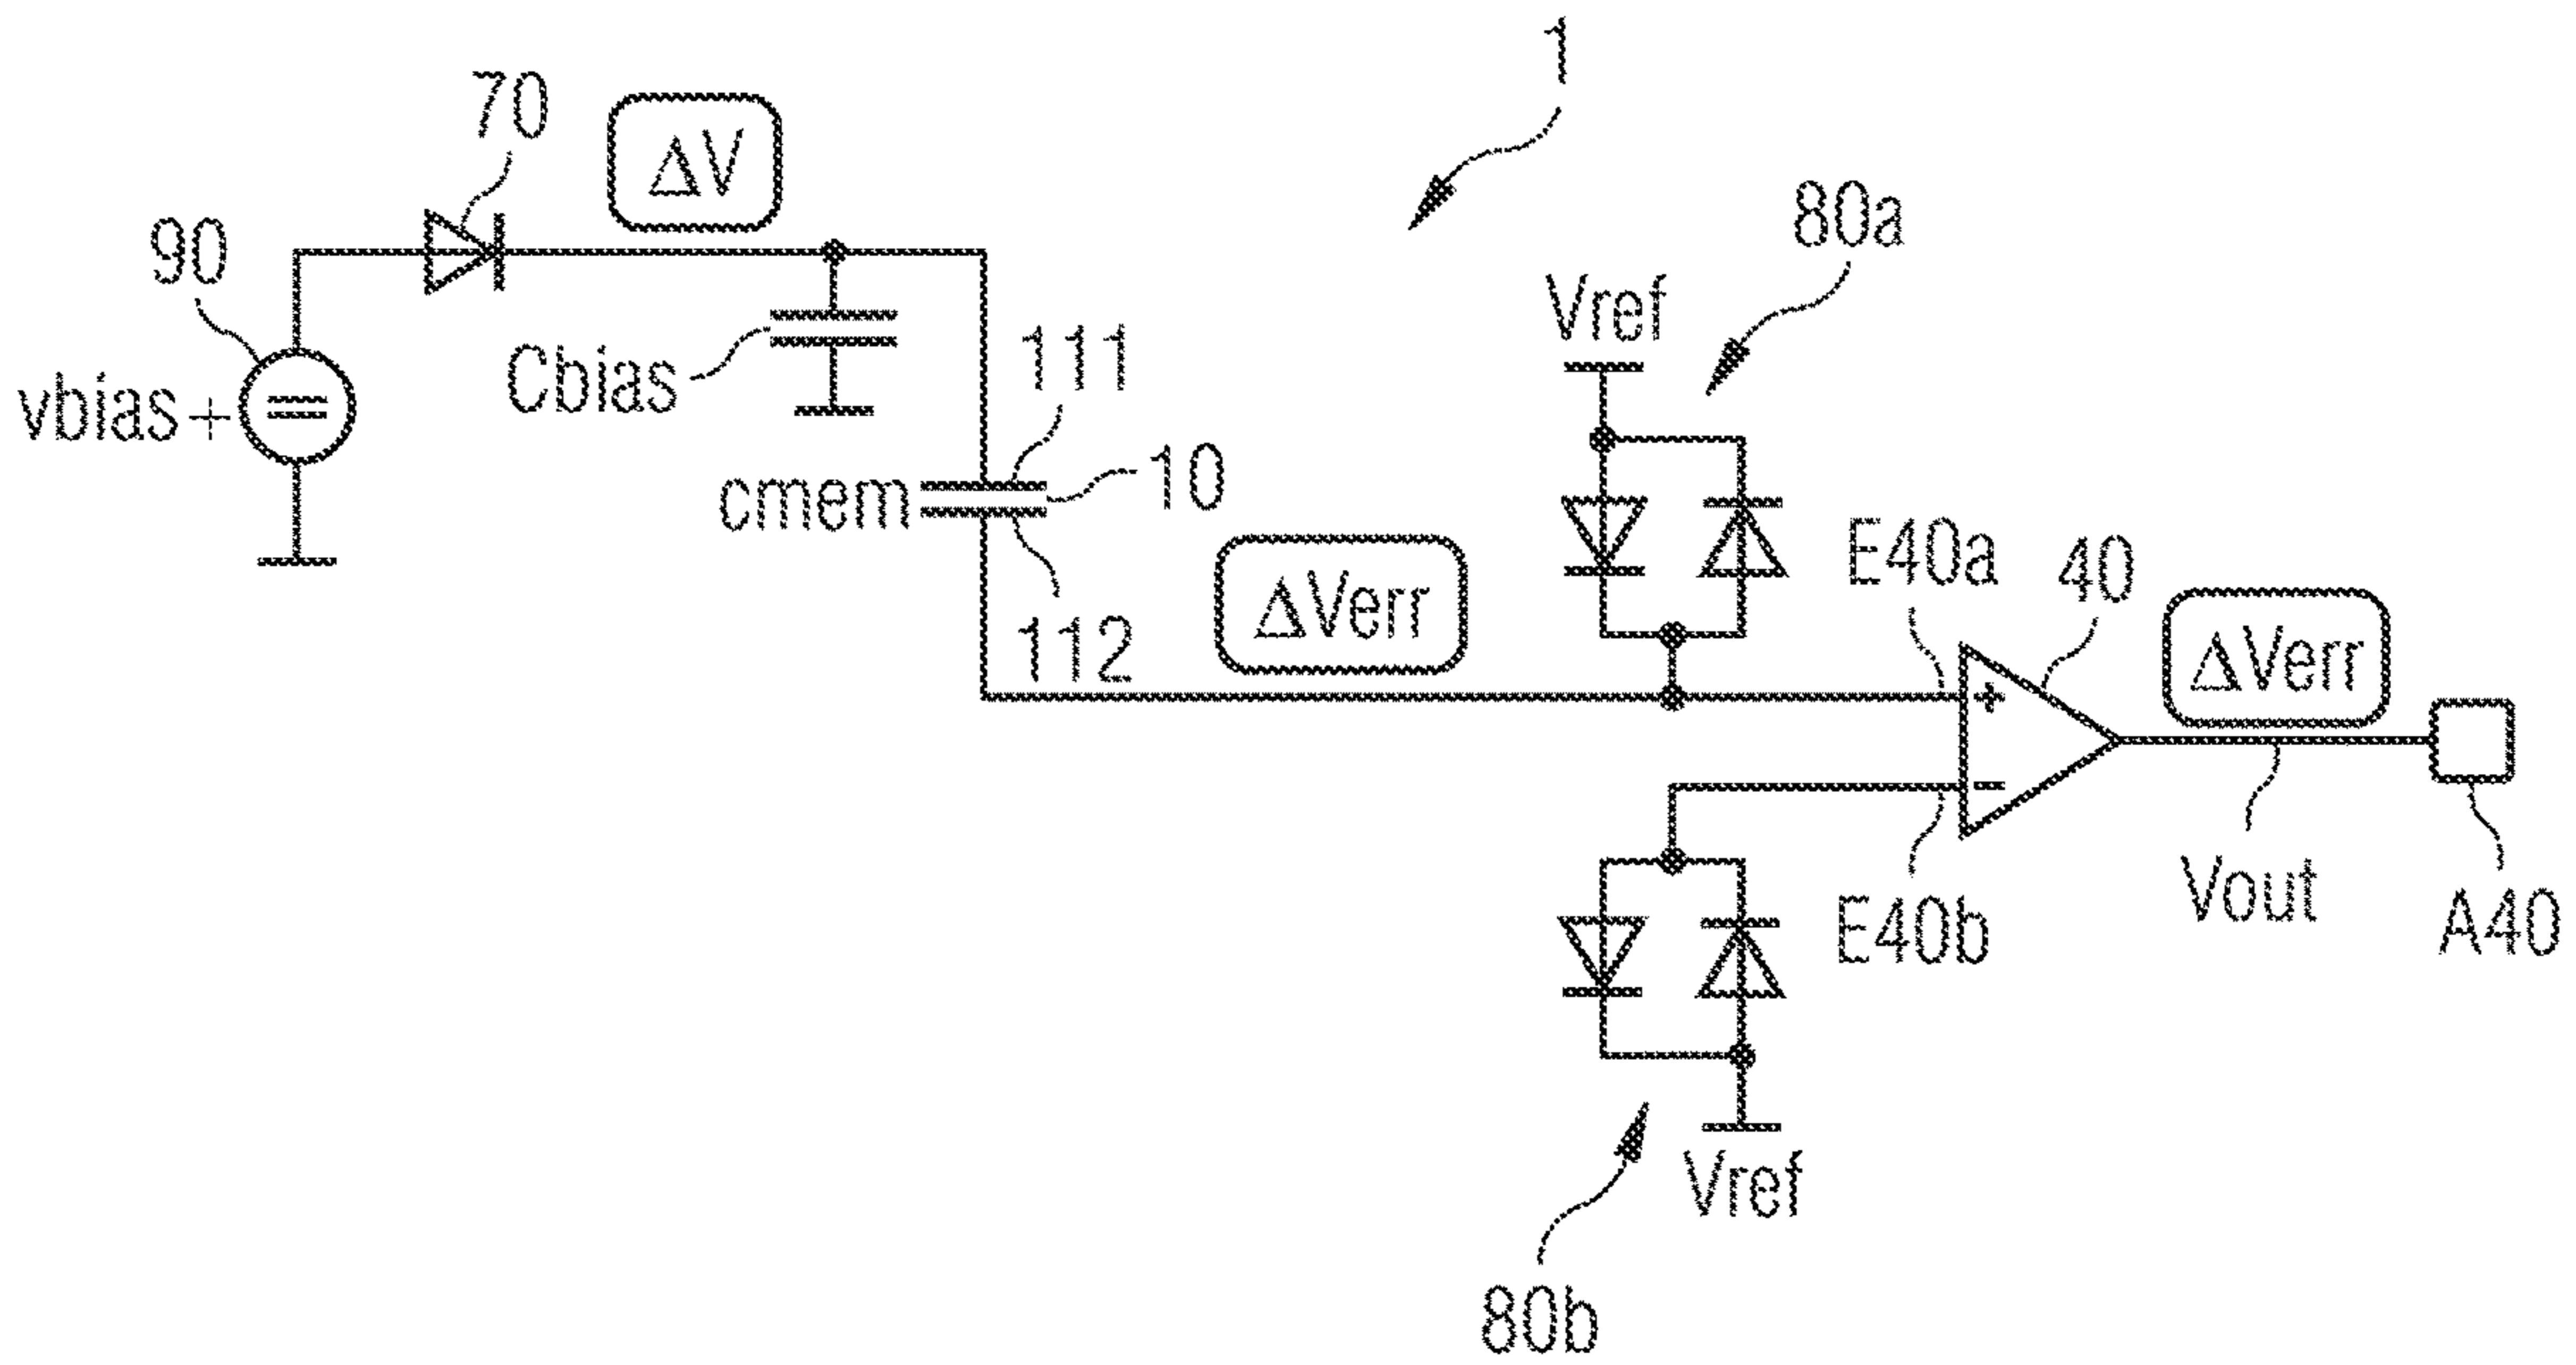 1
70
ΔV
80a
90
Vref
111
Cbias
vbias+
10
cmem
E40a
40
ΔVerr
ΔVerr
112
+
−
Vout
E40b
A40
Vref
80b